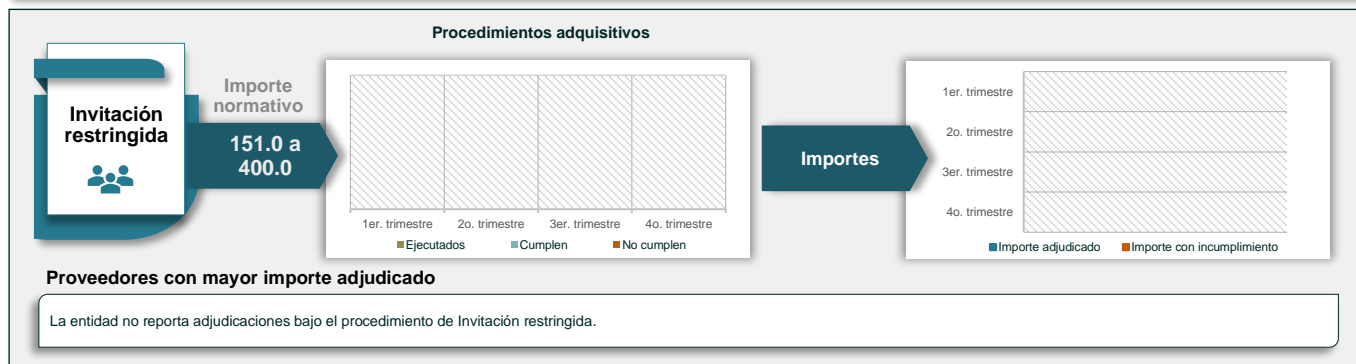 Procedimientos adquisitivos
Invitación
restringida
Importe
normativo
151.0 a
400.0
1er. trimestre 2o. trimestre 3er. trimestre 4o. trimestre
Ejecutados Cumplen No cumplen
Importes
1er. trimestre
2o. trimestre
3er. trimestre
4o. trimestre
Importe adjudicado Importe con incumplimiento
Proveedores con mayor importe adjudicado
La entidad no reporta adjudicaciones bajo el procedimiento de Invitación restringida.